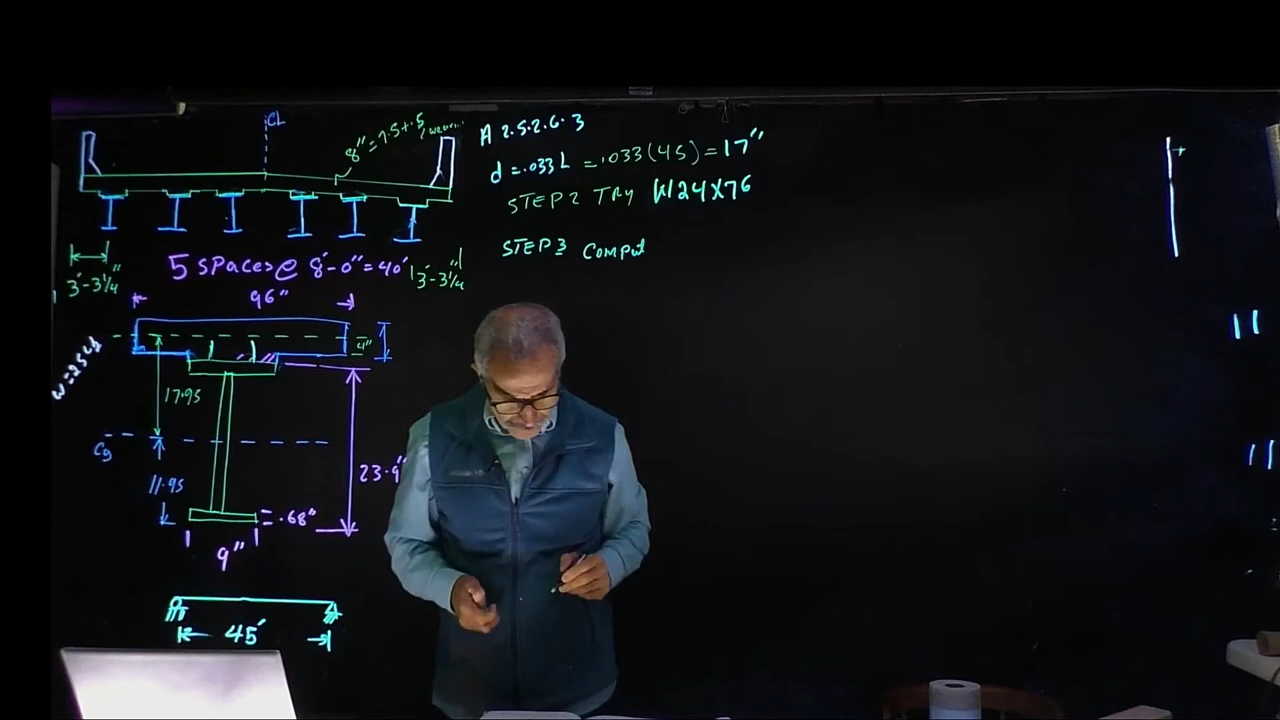 CL
8"=7.5+.5
3'-3¼"
5 spaces @ 8'-0"=40'
3'-3¼"
96"
4"
17.95
Cg
11.95
23.9"
=.68"
9"
45'
A 2.5.2.6.3
d=.033L =.033(45)=17"
STEP 2 TRY W24X76
STEP 3 COMPUT